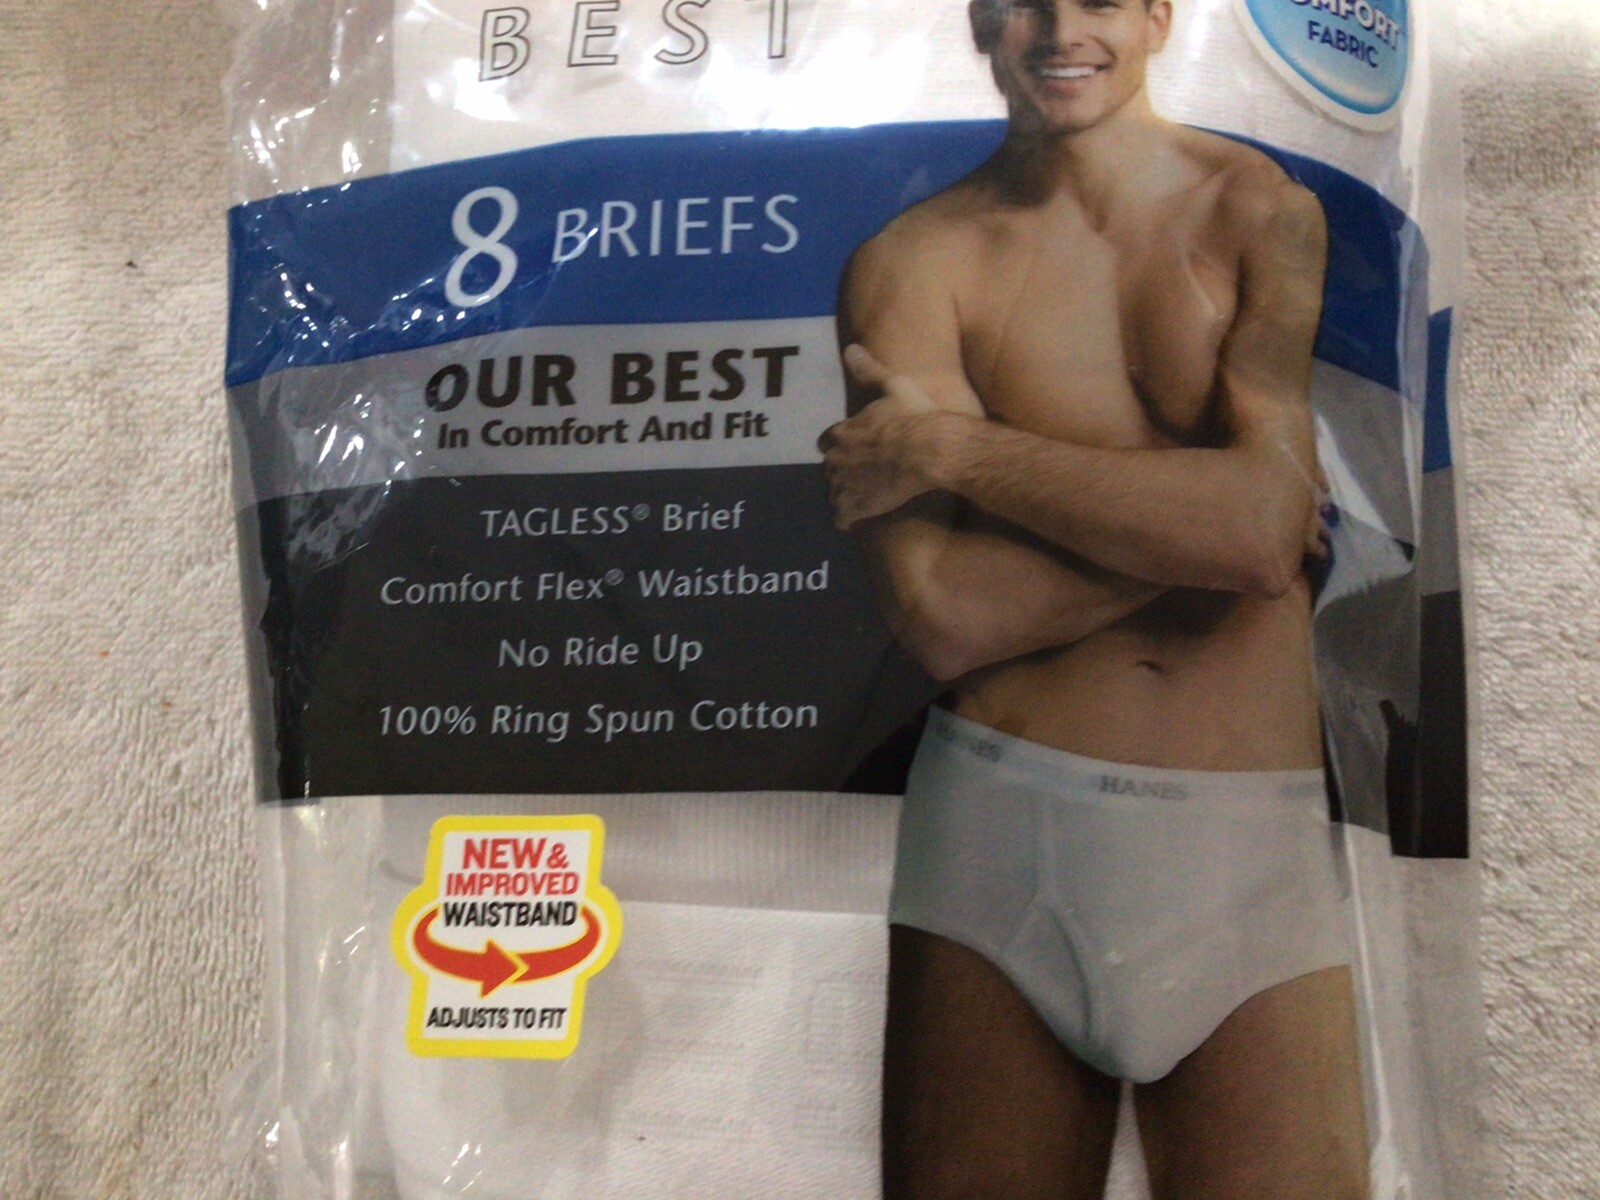 BEST
COMFORT
FABRIC
8 BRIEFS
OUR BEST
In Comfort And Fit
TAGLESS® Brief
Comfort Flex® Waistband
No Ride Up
100% Ring Spun Cotton
HANES
NEW &
IMPROVED
WAISTBAND
ADJUSTS TO FIT